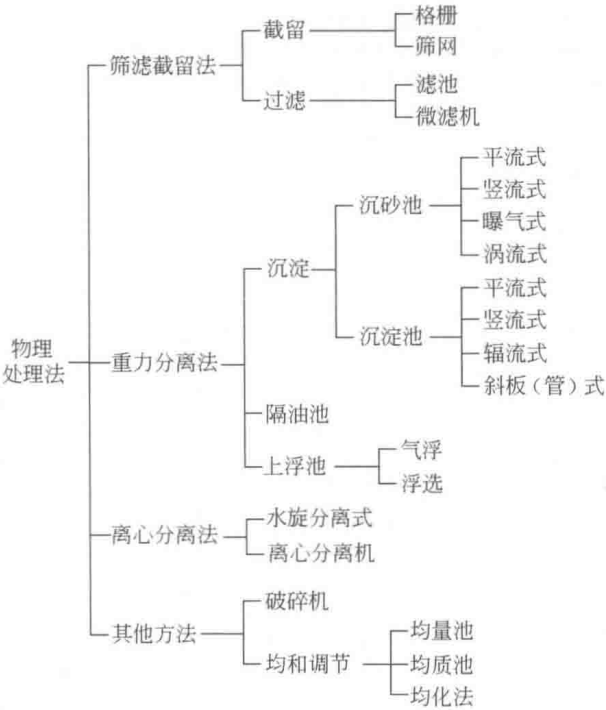 格栅
截留
筛网
筛滤截留法
滤池
过滤
微滤机
平流式
竖流式
沉砂池
曝气式
涡流式
沉淀
平流式
竖流式
沉淀池
辐流式
斜板（管）式
物理
处理法
重力分离法
隔油池
气浮
上浮池
浮选
水旋分离式
离心分离法
离心分离机
破碎机
其他方法
均量池
均和调节
均质池
均化法